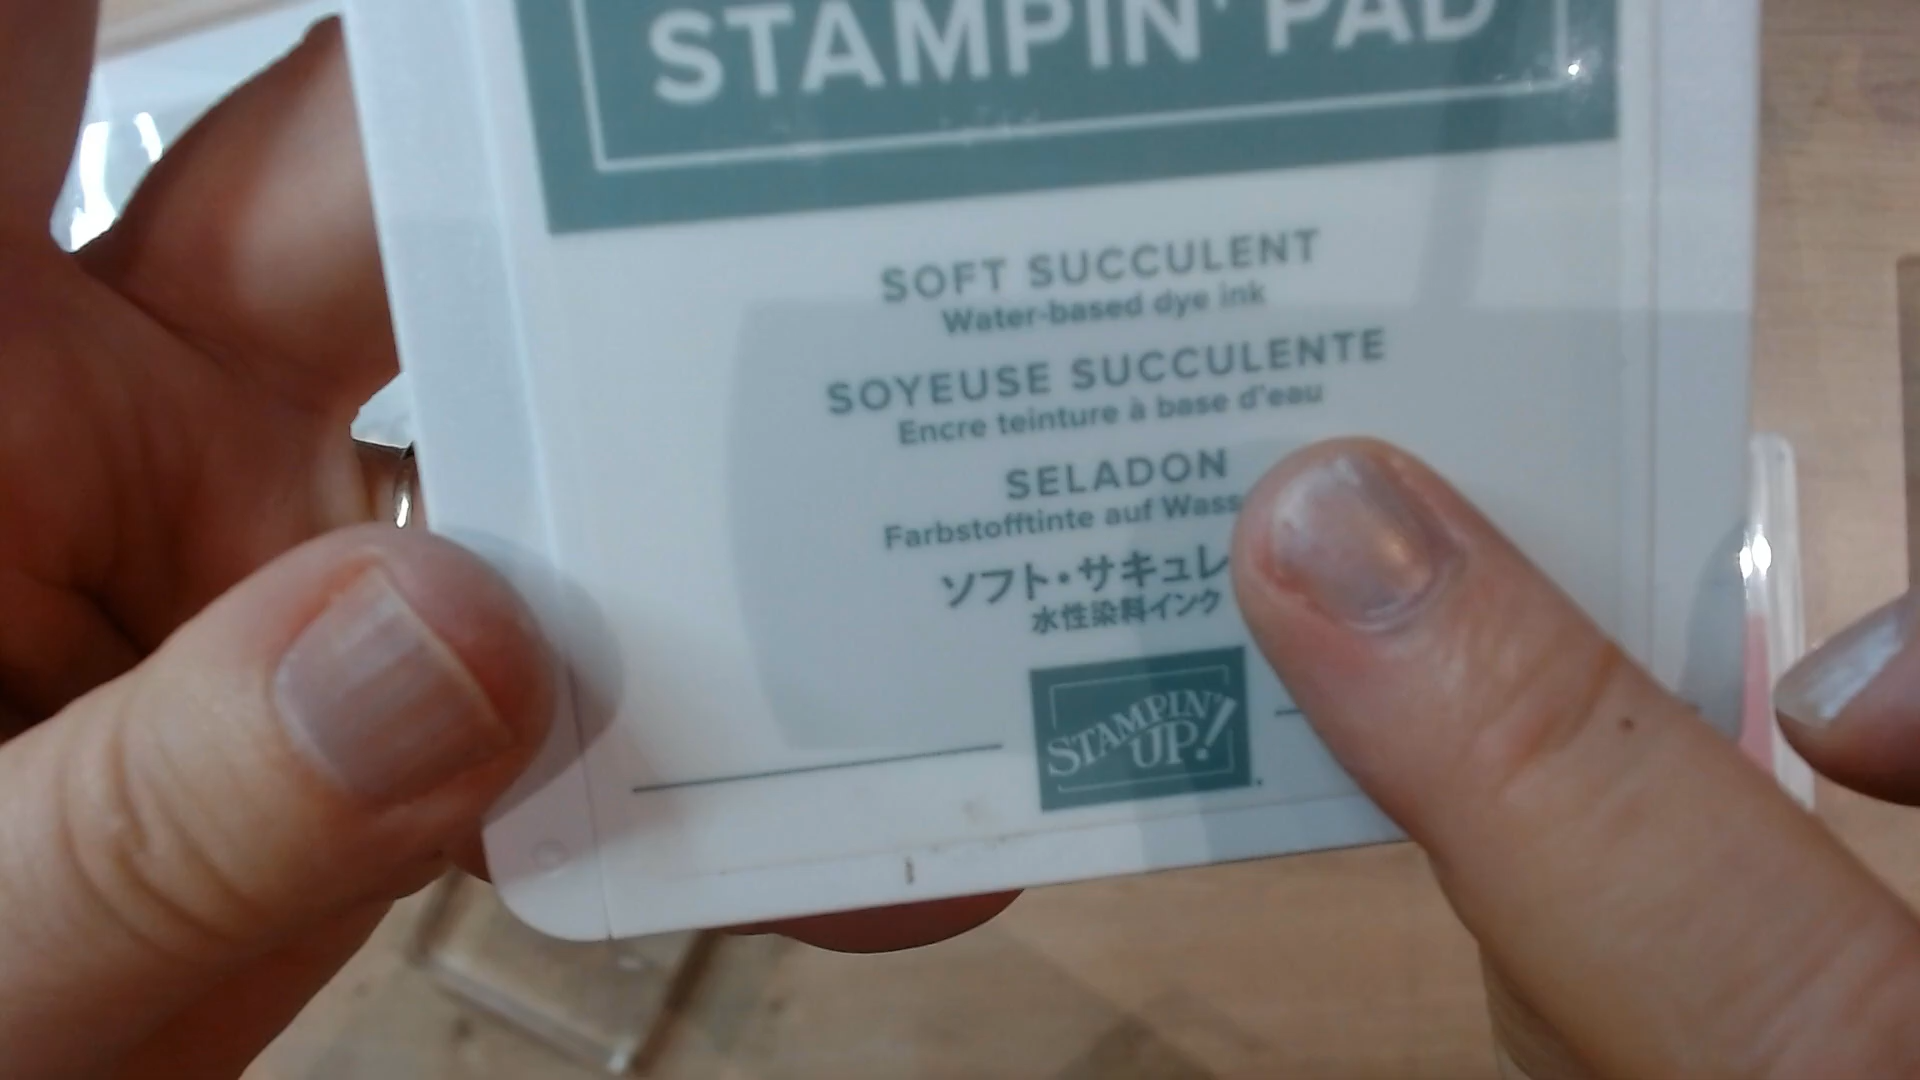 STAMPIN' PAD
SOFT SUCCULENT
Water-based dye ink
SOYEUSE SUCCULENTE
Encre teinture à base d'eau
SELADON
Farbstofftinte auf Wass
ソフト・サキュレ
水性染料インク
STAMPIN'
UP!